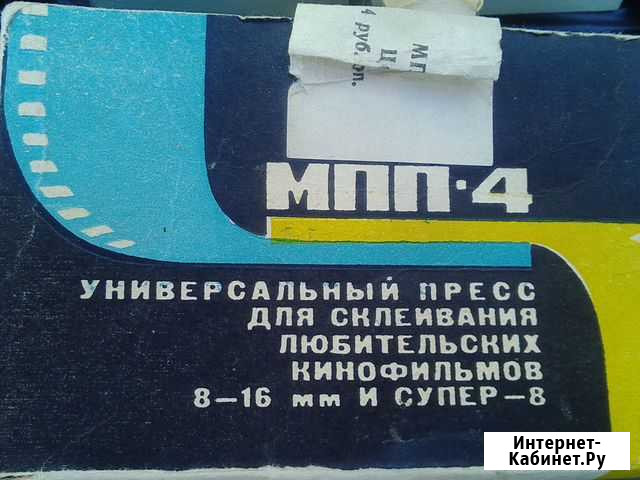 МПП-4
УНИВЕРСАЛЬНЫЙ ПРЕСС
ДЛЯ СКЛЕИВАНИЯ
ЛЮБИТЕЛЬСКИХ
КИНОФИЛЬМОВ
8-16 мм И СУПЕР-8
Интернет-
Кабинет.Ру